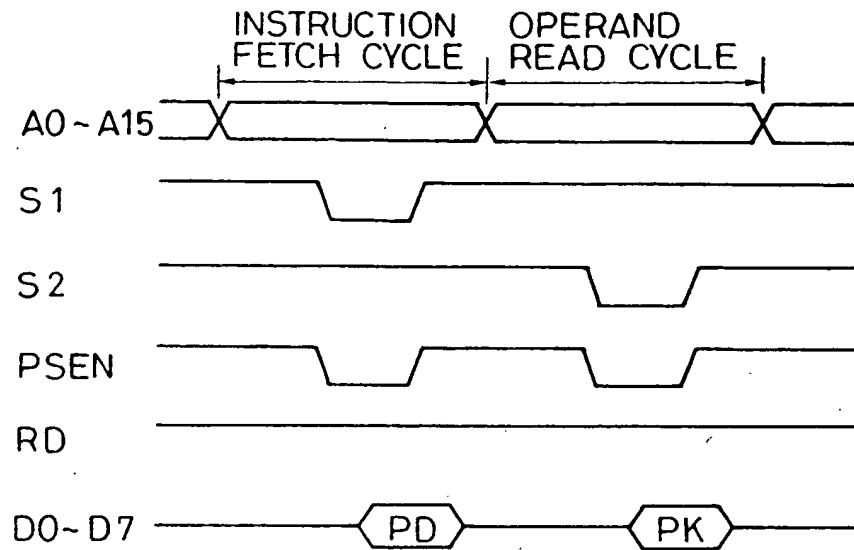 INSTRUCTION
FETCH CYCLE
OPERAND
READ CYCLE
A0~A15
S1
S2
PSEN
RD
D0~D7
PD
PK